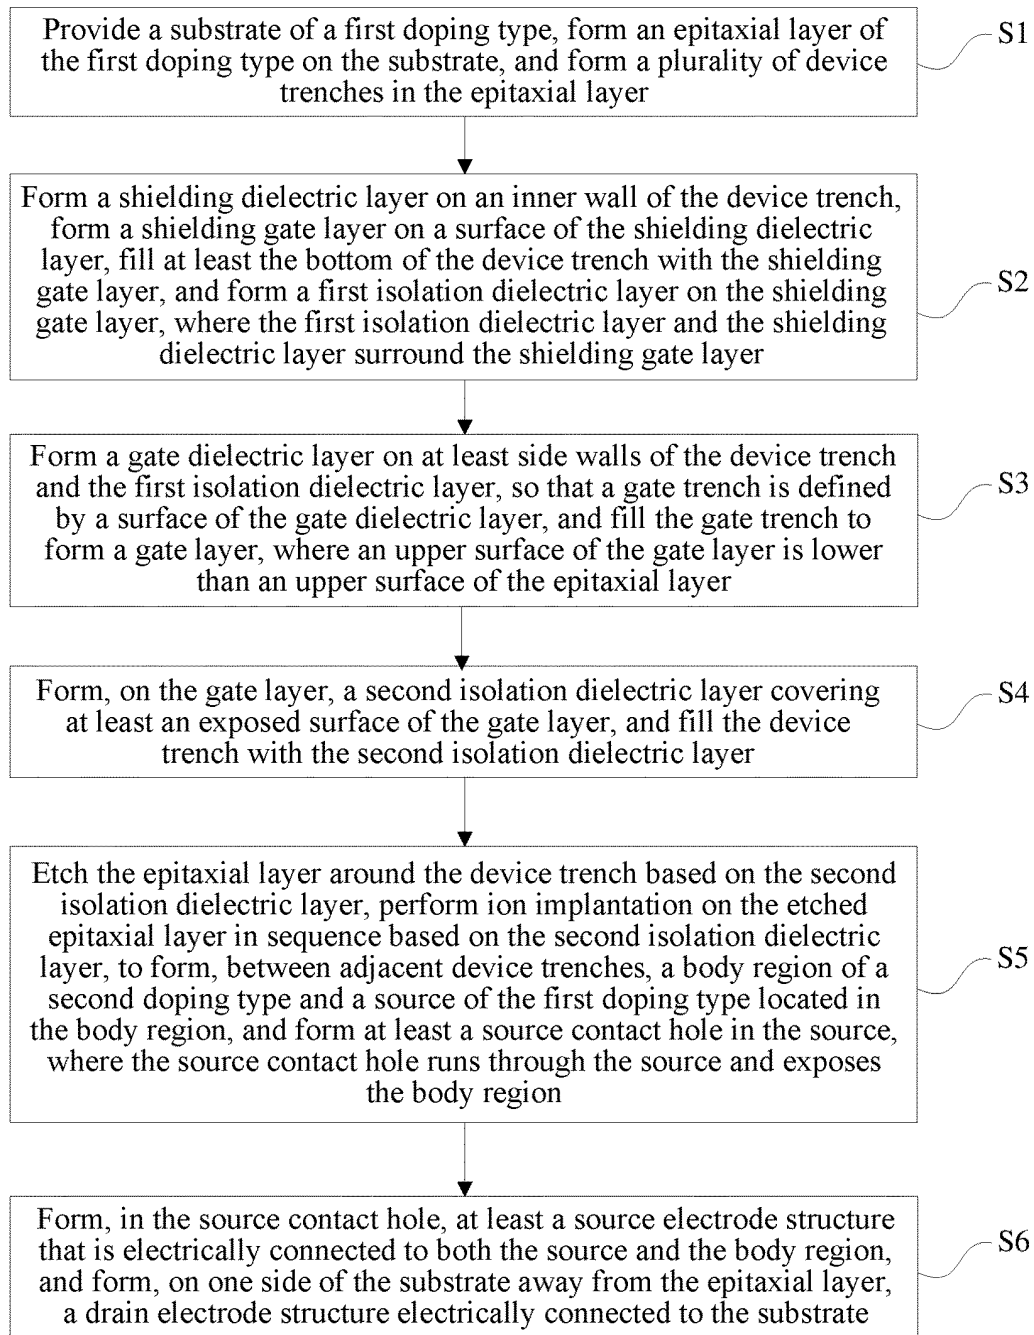 Provide a substrate of a first doping type, form an epitaxial layer of
the first doping type on the substrate, and form a plurality of device
trenches in the epitaxial layer
S1
Form a shielding dielectric layer on an inner wall of the device trench,
form a shielding gate layer on a surface of the shielding dielectric
layer, fill at least the bottom of the device trench with the shielding
gate layer, and form a first isolation dielectric layer on the shielding
gate layer, where the first isolation dielectric layer and the shielding
dielectric layer surround the shielding gate layer
S2
Form a gate dielectric layer on at least side walls of the device trench
and the first isolation dielectric layer, so that a gate trench is defined
by a surface of the gate dielectric layer, and fill the gate trench to
form a gate layer, where an upper surface of the gate layer is lower
than an upper surface of the epitaxial layer
S3
Form, on the gate layer, a second isolation dielectric layer covering
at least an exposed surface of the gate layer, and fill the device
trench with the second isolation dielectric layer
S4
Etch the epitaxial layer around the device trench based on the second
isolation dielectric layer, perform ion implantation on the etched
epitaxial layer in sequence based on the second isolation dielectric
layer, to form, between adjacent device trenches, a body region of a
second doping type and a source of the first doping type located in
the body region, and form at least a source contact hole in the source,
where the source contact hole runs through the source and exposes
the body region
S5
Form, in the source contact hole, at least a source electrode structure
that is electrically connected to both the source and the body region,
and form, on one side of the substrate away from the epitaxial layer,
a drain electrode structure electrically connected to the substrate
S6